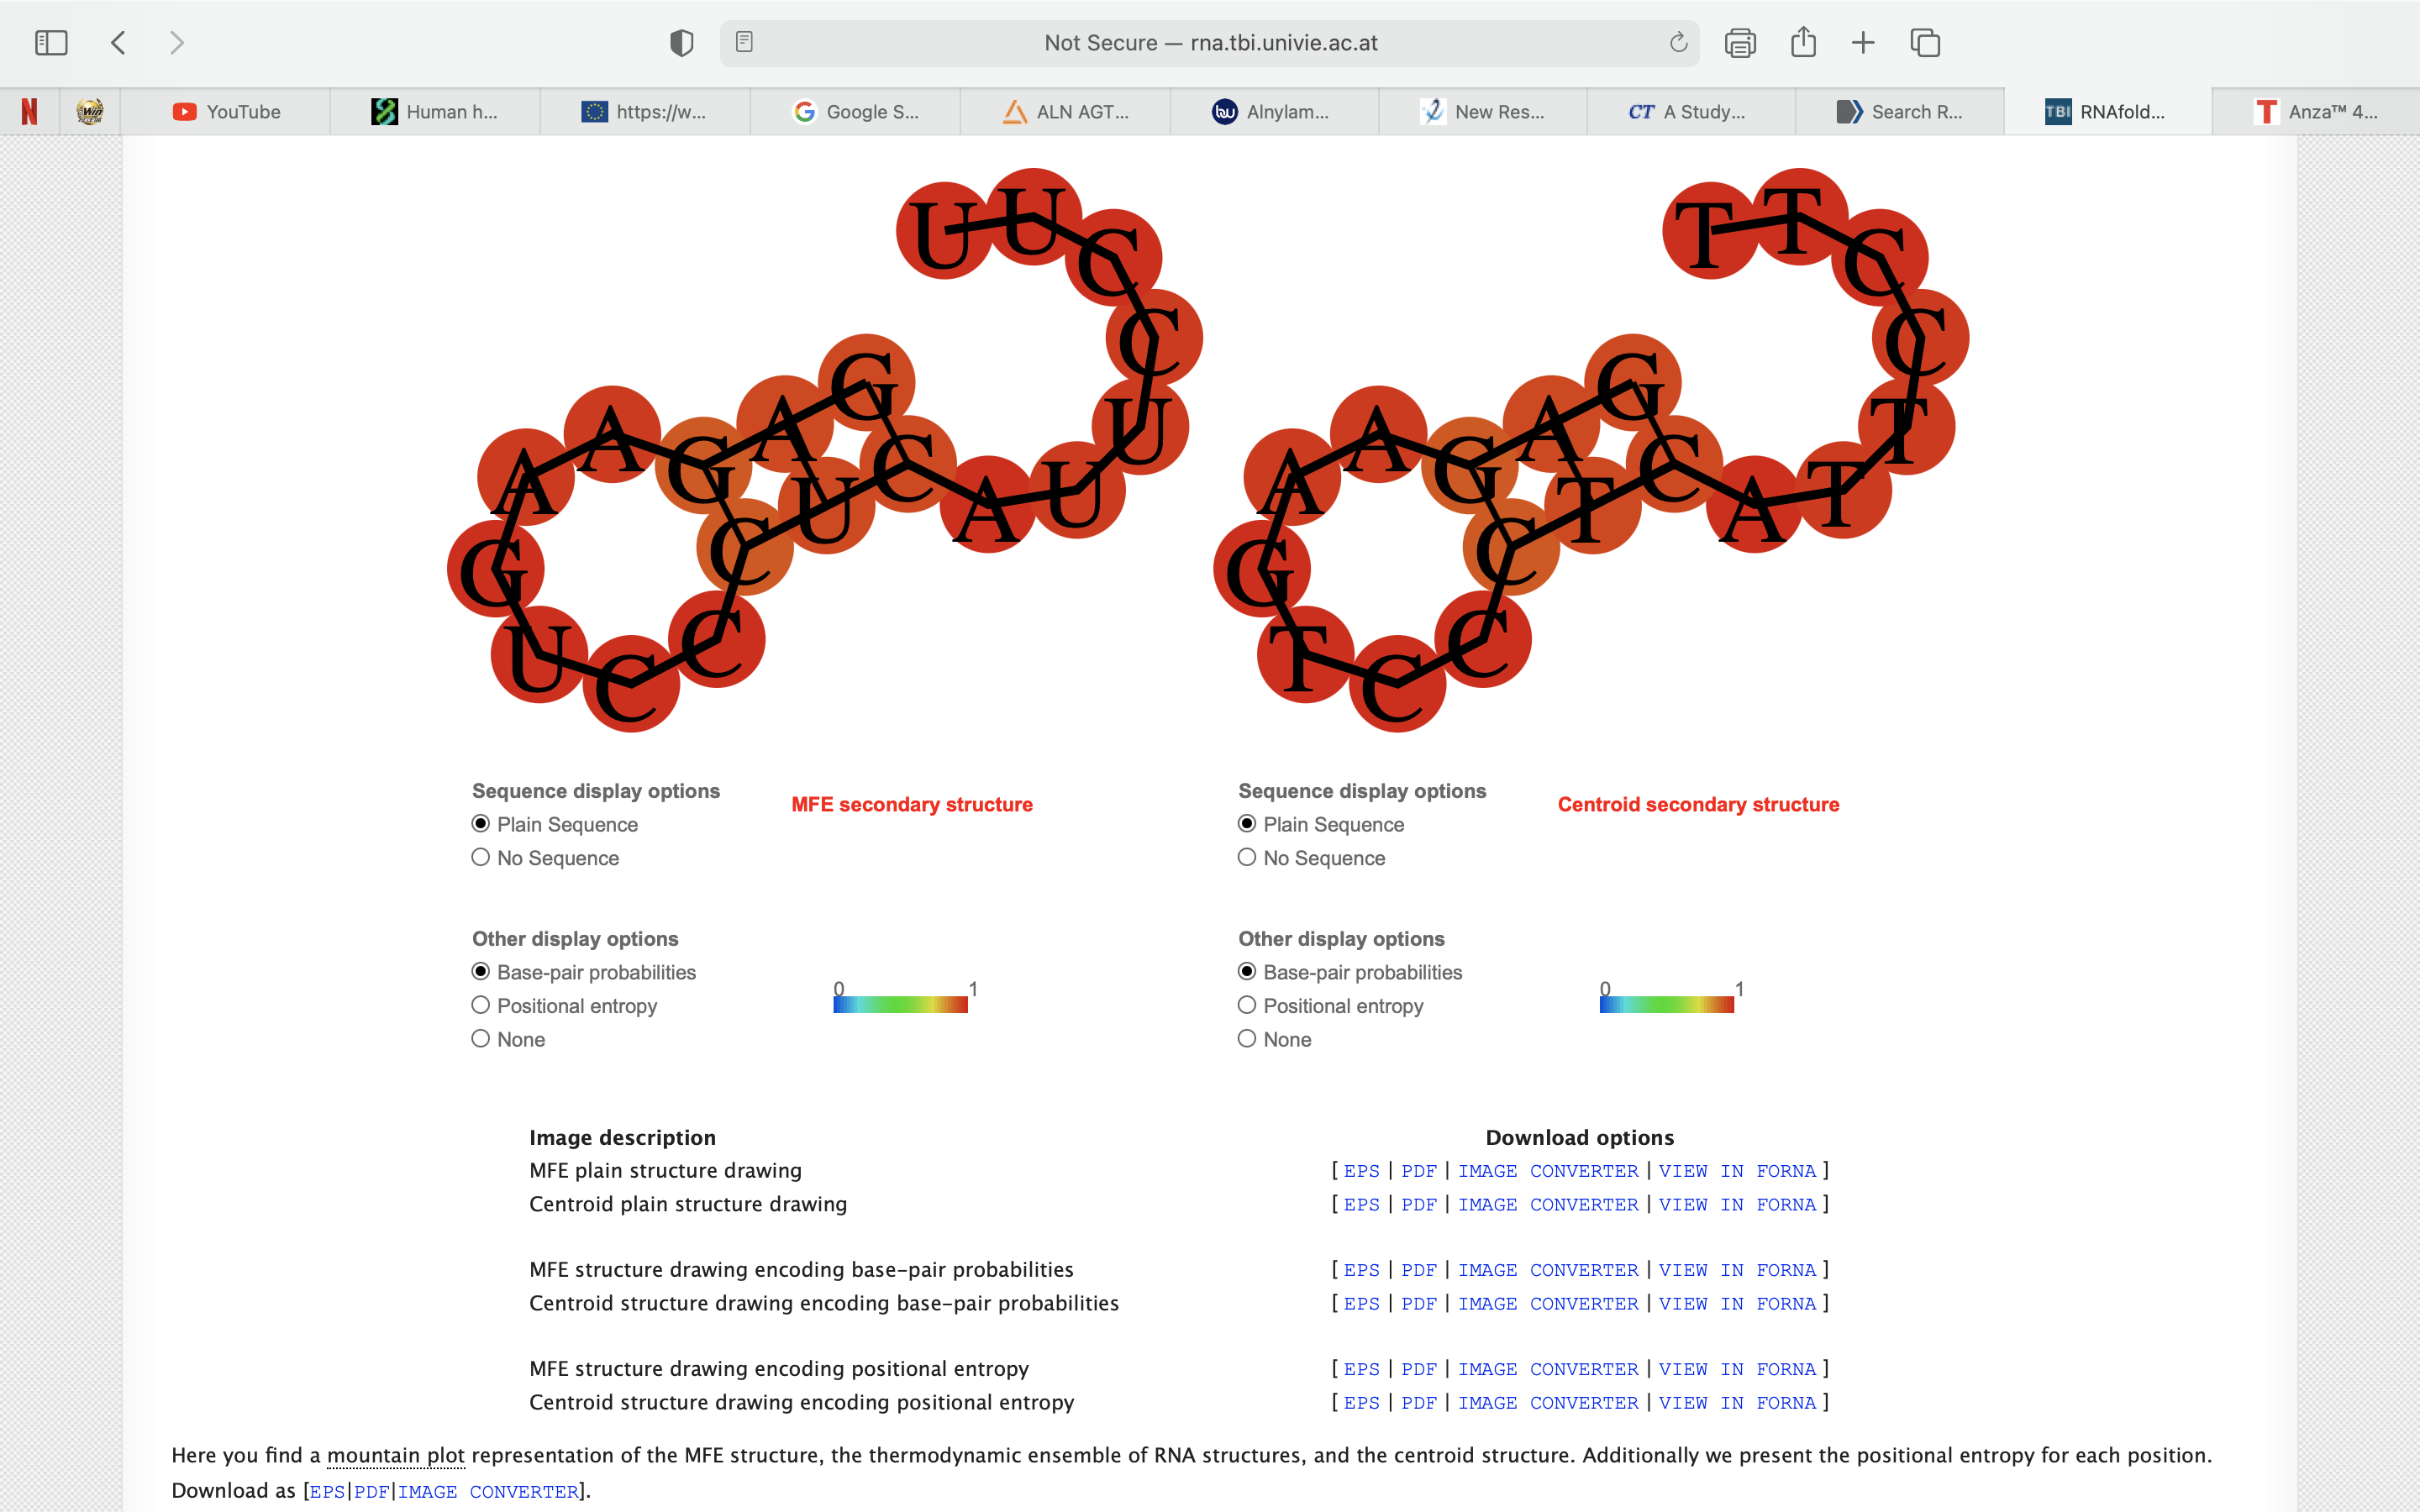 Not Secure — rna.tbi.univie.ac.at
N Win YouTube Human h... https://w... Google S... ALN AGT... bu Alnylam... New Res... CT A Study... Search R... TBI RNAfold... T Anza™ 4...
U U C C U U A C U C C C U G A A G A G
T T C C T T A C T C C C T G A A G A G
Sequence display options
Plain Sequence
No Sequence
MFE secondary structure
Sequence display options
Plain Sequence
No Sequence
Centroid secondary structure
Other display options
Base-pair probabilities
Positional entropy
None
0 1
Other display options
Base-pair probabilities
Positional entropy
None
0 1
Image description Download options
MFE plain structure drawing [ EPS | PDF | IMAGE CONVERTER | VIEW IN FORNA ]
Centroid plain structure drawing [ EPS | PDF | IMAGE CONVERTER | VIEW IN FORNA ]
MFE structure drawing encoding base-pair probabilities [ EPS | PDF | IMAGE CONVERTER | VIEW IN FORNA ]
Centroid structure drawing encoding base-pair probabilities [ EPS | PDF | IMAGE CONVERTER | VIEW IN FORNA ]
MFE structure drawing encoding positional entropy [ EPS | PDF | IMAGE CONVERTER | VIEW IN FORNA ]
Centroid structure drawing encoding positional entropy [ EPS | PDF | IMAGE CONVERTER | VIEW IN FORNA ]
Here you find a mountain plot representation of the MFE structure, the thermodynamic ensemble of RNA structures, and the centroid structure. Additionally we present the positional entropy for each position.
Download as [EPS|PDF|IMAGE CONVERTER].